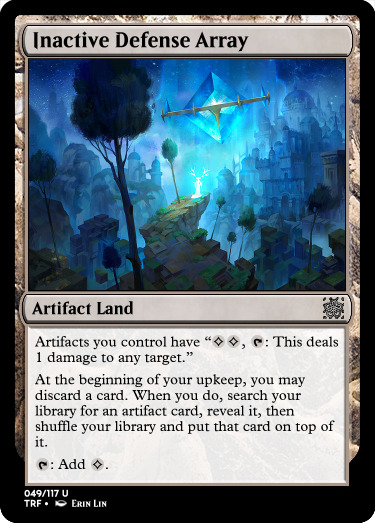 Inactive Defense Array
Artifact Land
Artifacts you control have “◇◇, T: This deals
1 damage to any target.”
At the beginning of your upkeep, you may
discard a card. When you do, search your
library for an artifact card, reveal it, then
shuffle your library and put that card on top of
it.
T: Add ◇.
049/117 U
TRF • Erin Lin